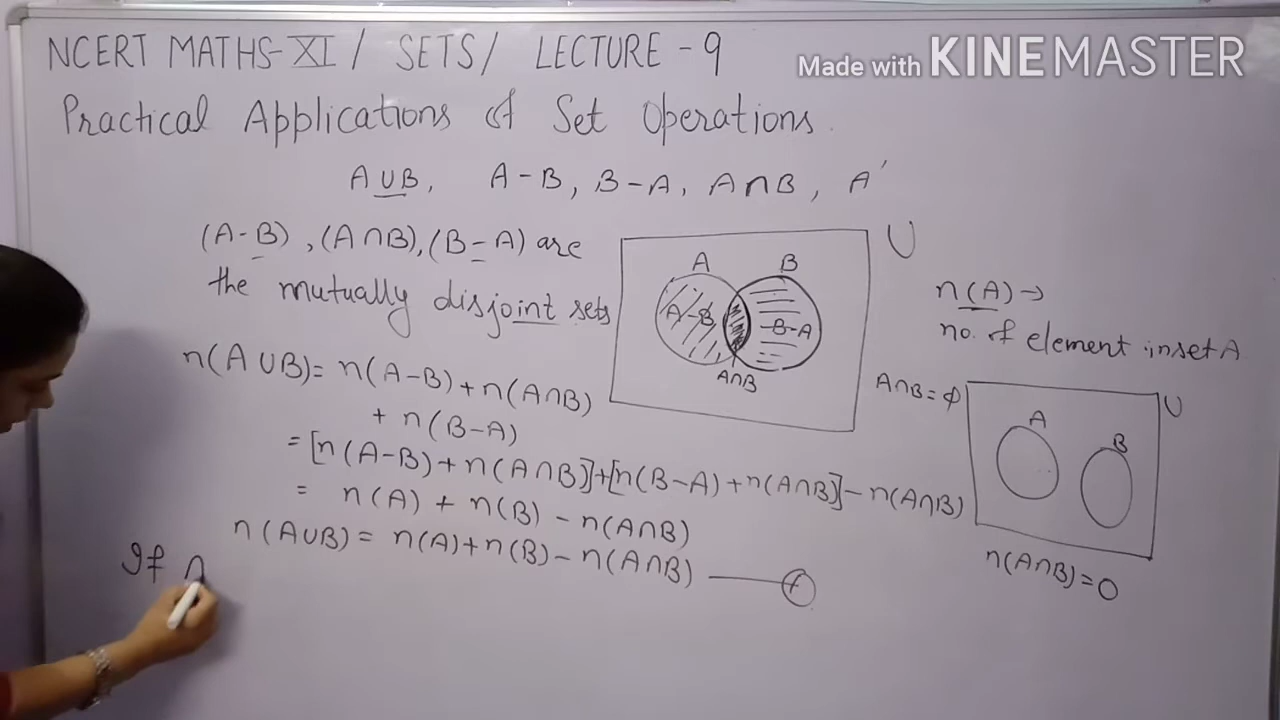 NCERT MATHS-XI / SETS / LECTURE - 9
Made with KINEMASTER
Practical Applications of Set Operations.
A∪B, A-B, B-A, A∩B, A'
(A-B), (A∩B), (B-A) are
the mutually disjoint sets
U
A B
A-B B-A
A∩B
n(A)→
no. of element in set A
n(A∪B) = n(A-B) + n(A∩B)
+ n(B-A)
= [n(A-B) + n(A∩B)] + [n(B-A) + n(A∩B)] - n(A∩B)
= n(A) + n(B) - n(A∩B)
n(A∪B) = n(A) + n(B) - n(A∩B)
A∩B = ϕ
U
A
B
n(A∩B) = 0
If